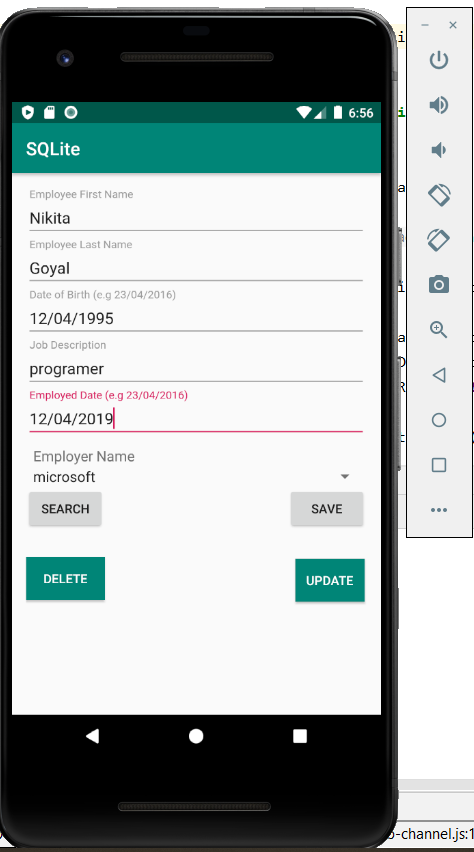 6:56
SQLite
Employee First Name
Nikita
Employee Last Name
Goyal
Date of Birth (e.g 23/04/2016)
12/04/1995
Job Description
programer
Employed Date (e.g 23/04/2016)
12/04/2019
Employer Name
microsoft
SEARCH SAVE
DELETE UPDATE
-channel.js:1